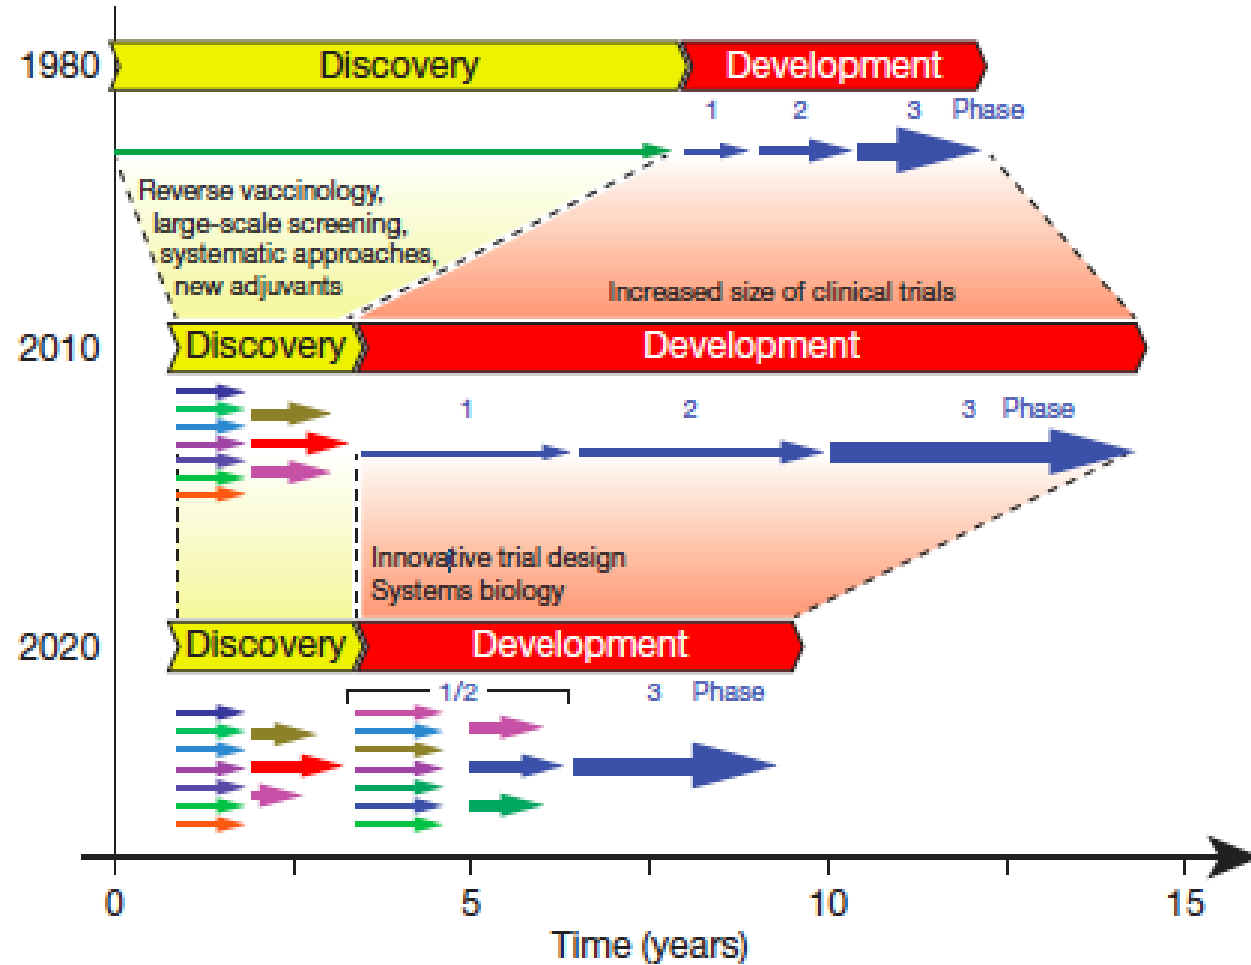 1980 Discovery Development
1 2 3 Phase
Reverse vaccinology,
large-scale screening,
systematic approaches,
new adjuvants
Increased size of clinical trials
2010 Discovery Development
1 2 3 Phase
Innovative trial design
Systems biology
2020 Discovery Development
1/2 3 Phase
0 5 10 15
Time (years)